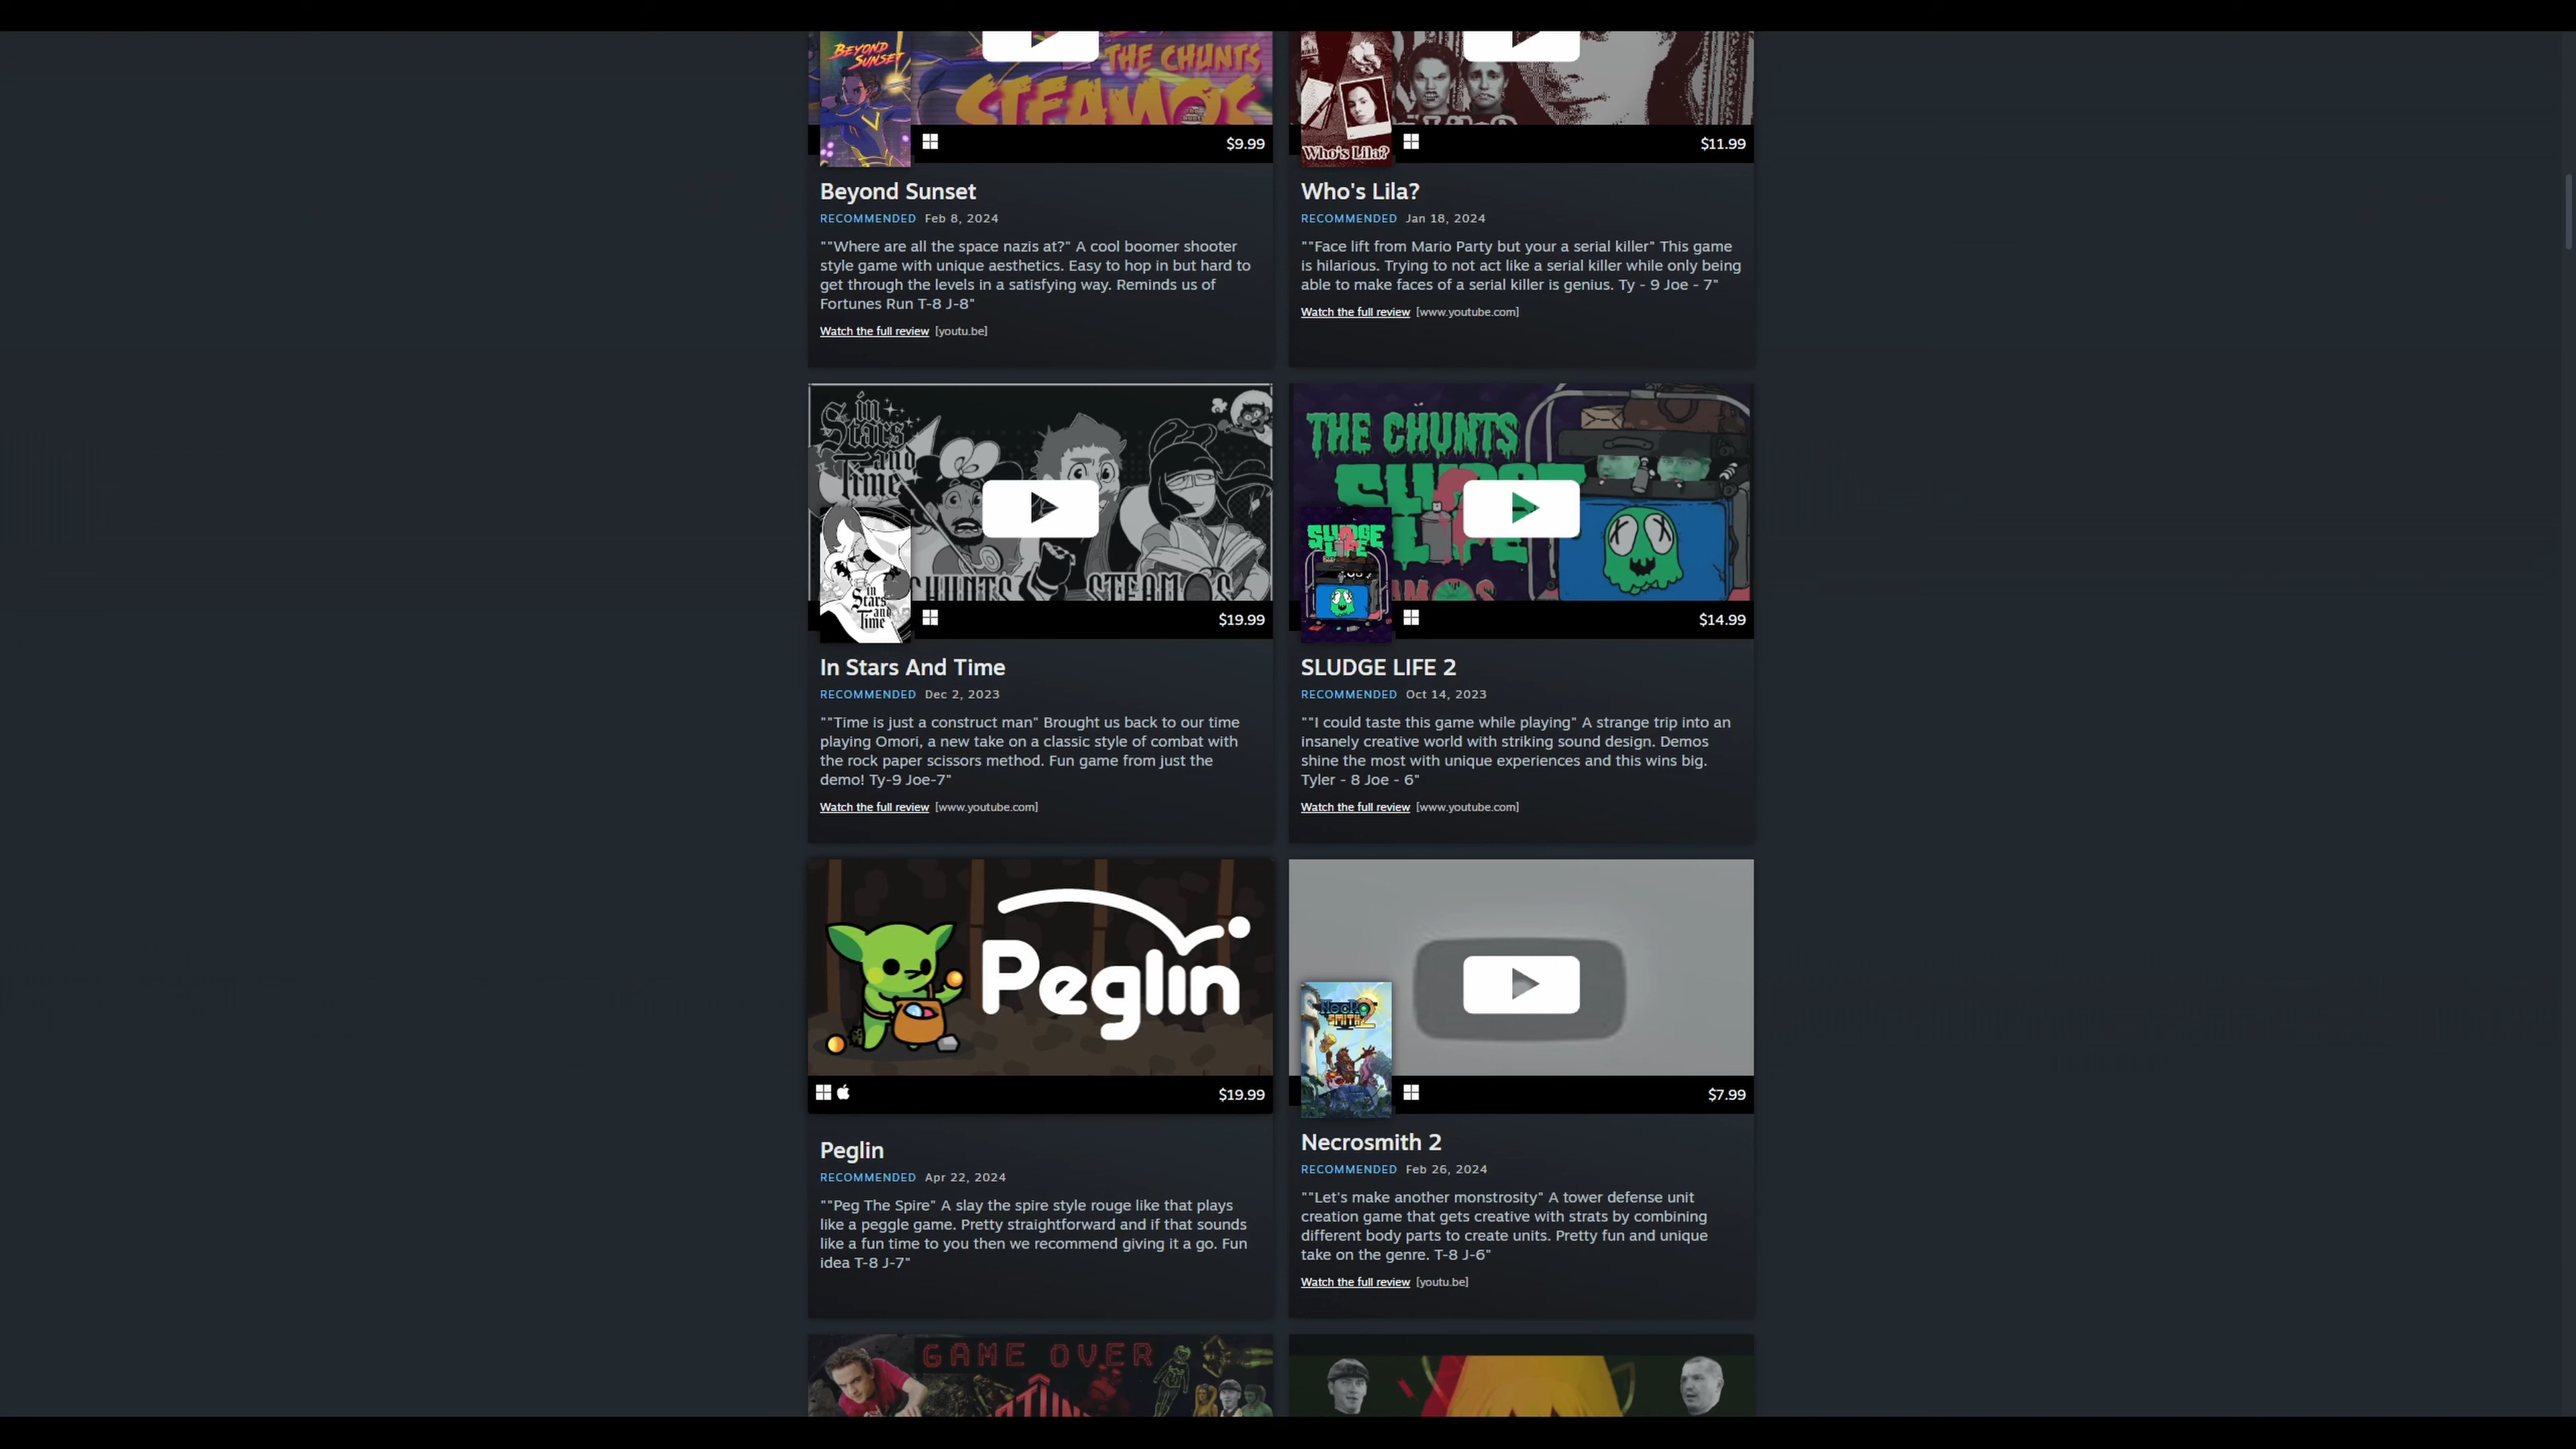 BEYOND
SUNSET
THE CHUNTS
STEAMOS
$9.99
Beyond Sunset
RECOMMENDED Feb 8, 2024
""Where are all the space nazis at?" A cool boomer shooter
style game with unique aesthetics. Easy to hop in but hard to
get through the levels in a satisfying way. Reminds us of
Fortunes Run T-8 J-8"
Watch the full review [youtu.be]
Who's Lila?
$11.99
Who's Lila?
RECOMMENDED Jan 18, 2024
""Face lift from Mario Party but your a serial killer" This game
is hilarious. Trying to not act like a serial killer while only being
able to make faces of a serial killer is genius. Ty - 9 Joe - 7"
Watch the full review [www.youtube.com]
in
Stars
and
Time
in
Stars
and
Time
CHUNTS STEAMOS
$19.99
In Stars And Time
RECOMMENDED Dec 2, 2023
""Time is just a construct man" Brought us back to our time
playing Omori, a new take on a classic style of combat with
the rock paper scissors method. Fun game from just the
demo! Ty-9 Joe-7"
Watch the full review [www.youtube.com]
THE CHUNTS
SLUDGE
LIFE
$14.99
SLUDGE LIFE 2
RECOMMENDED Oct 14, 2023
""I could taste this game while playing" A strange trip into an
insanely creative world with striking sound design. Demos
shine the most with unique experiences and this wins big.
Tyler - 8 Joe - 6"
Watch the full review [www.youtube.com]
Peglin
$19.99
Peglin
RECOMMENDED Apr 22, 2024
""Peg The Spire" A slay the spire style rouge like that plays
like a peggle game. Pretty straightforward and if that sounds
like a fun time to you then we recommend giving it a go. Fun
idea T-8 J-7"
NECRO
SMITH 2
$7.99
Necrosmith 2
RECOMMENDED Feb 26, 2024
""Let's make another monstrosity" A tower defense unit
creation game that gets creative with strats by combining
different body parts to create units. Pretty fun and unique
take on the genre. T-8 J-6"
Watch the full review [youtu.be]
GAME OVER